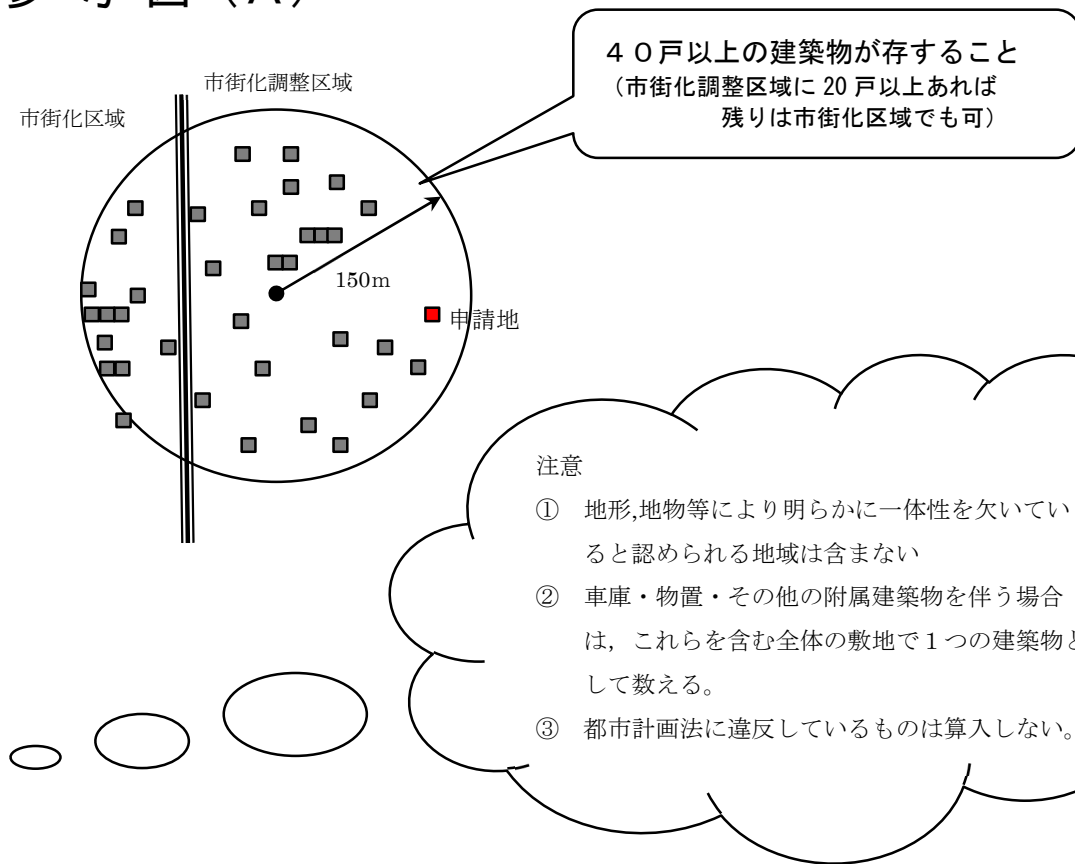 ４０戸以上の建築物が存すること
（市街化調整区域に 20 戸以上あれば
残りは市街化区域でも可）
市街化調整区域
市街化区域
150m
申請地
注意
① 地形,地物等により明らかに一体性を欠いてい
ると認められる地域は含まない
② 車庫・物置・その他の附属建築物を伴う場合
は，これらを含む全体の敷地で１つの建築物と
して数える。
③ 都市計画法に違反しているものは算入しない。